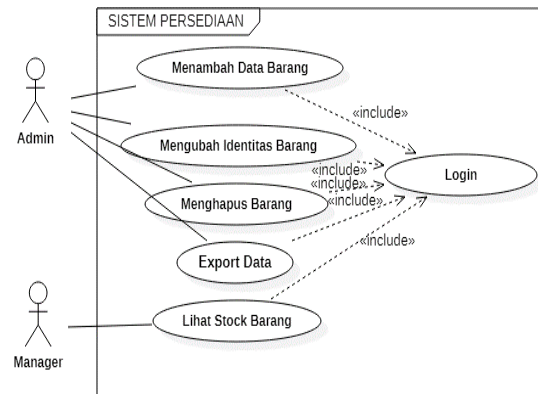 SISTEM PERSEDIAAN
Menambah Data Barang
«include»
Admin
Mengubah Identitas Barang
«include»
Login
«include»
Menghapus Barang
«include»
«include»
Export Data
Lihat Stock Barang
Manager